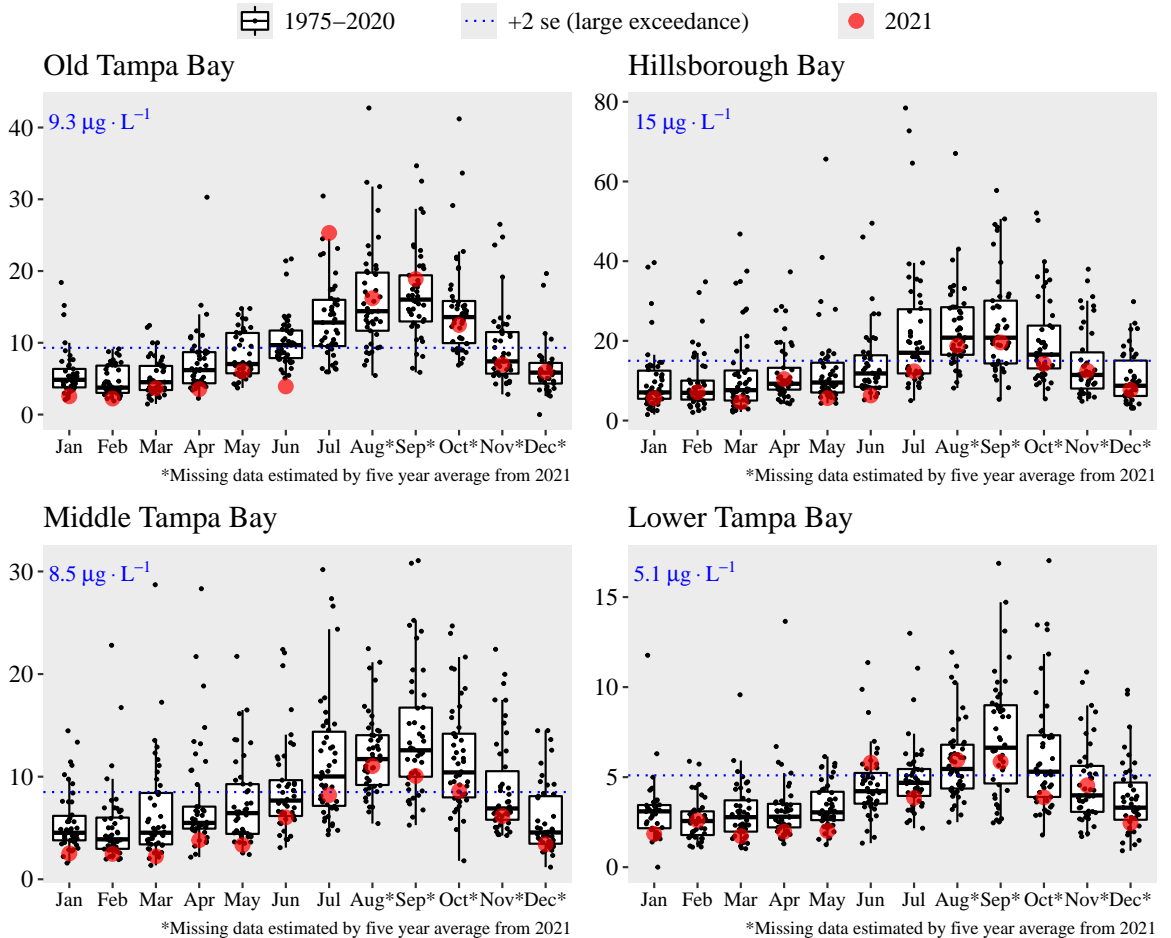 1975−2020 +2 se (large exceedance) 2021
Old Tampa Bay
9.3 μg · L⁻¹
40
30
20
10
0
Jan Feb Mar Apr May Jun Jul Aug* Sep* Oct* Nov* Dec*
*Missing data estimated by five year average from 2021
Hillsborough Bay
15 μg · L⁻¹
80
60
40
20
0
Jan Feb Mar Apr May Jun Jul Aug* Sep* Oct* Nov* Dec*
*Missing data estimated by five year average from 2021
Middle Tampa Bay
8.5 μg · L⁻¹
30
20
10
0
Jan Feb Mar Apr May Jun Jul Aug* Sep* Oct* Nov* Dec*
*Missing data estimated by five year average from 2021
Lower Tampa Bay
5.1 μg · L⁻¹
15
10
5
0
Jan Feb Mar Apr May Jun Jul Aug* Sep* Oct* Nov* Dec*
*Missing data estimated by five year average from 2021